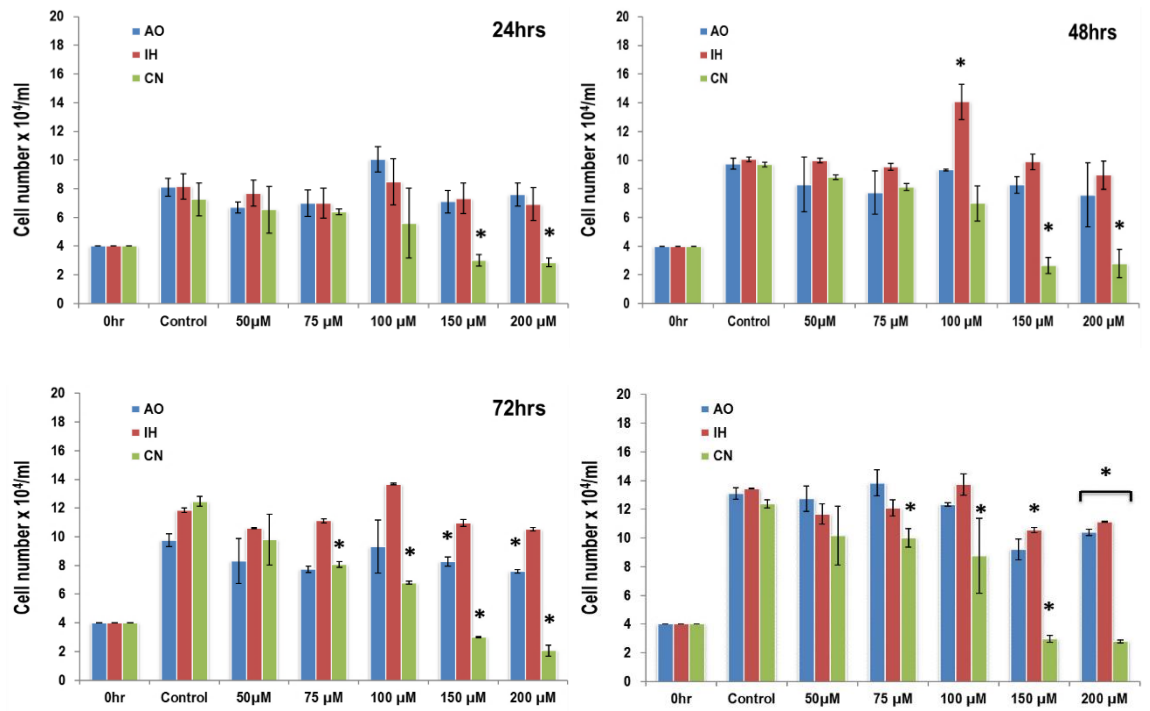 20
18
16
14
12
10
8
6
4
2
0
Cell number x 10⁴/ml
AO
IH
CN
24hrs
* *
0hr Control 50µM 75 µM 100 µM 150 µM 200 µM
20
18
16
14
12
10
8
6
4
2
0
Cell number x 10⁴/ml
AO
IH
CN
48hrs
*
* *
0hr Control 50µM 75 µM 100 µM 150 µM 200 µM
20
18
16
14
12
10
8
6
4
2
0
Cell number x 10⁴/ml
AO
IH
CN
72hrs
* * * * * *
0hr Control 50µM 75 µM 100 µM 150 µM 200 µM
20
18
16
14
12
10
8
6
4
2
0
Cell number x 10⁴/ml
AO
IH
CN
*
* * * *
0hr Control 50µM 75 µM 100 µM 150 µM 200 µM